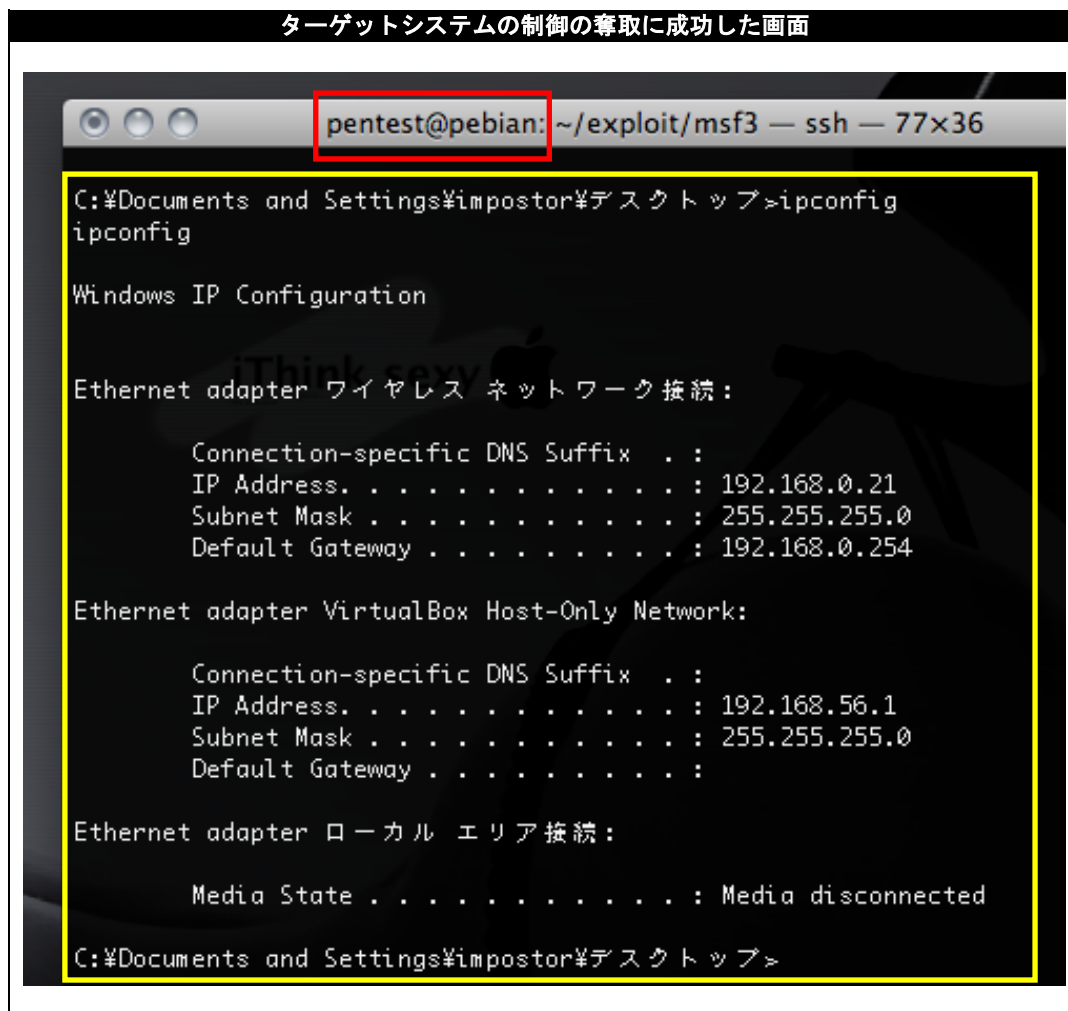 ターゲットシステムの制御の奪取に成功した画面
pentest@pebian: ~/exploit/msf3 — ssh — 77×36
C:¥Documents and Settings¥impostor¥デスクトップ>ipconfig
ipconfig
Windows IP Configuration
iThink sexy
Ethernet adapter ワイヤレス ネットワーク接続:
Connection-specific DNS Suffix . :
IP Address. . . . . . . . . . . . : 192.168.0.21
Subnet Mask . . . . . . . . . . . : 255.255.255.0
Default Gateway . . . . . . . . . : 192.168.0.254
Ethernet adapter VirtualBox Host-Only Network:
Connection-specific DNS Suffix . :
IP Address. . . . . . . . . . . . : 192.168.56.1
Subnet Mask . . . . . . . . . . . : 255.255.255.0
Default Gateway . . . . . . . . . :
Ethernet adapter ローカル エリア接続:
Media State . . . . . . . . . . . : Media disconnected
C:¥Documents and Settings¥impostor¥デスクトップ>